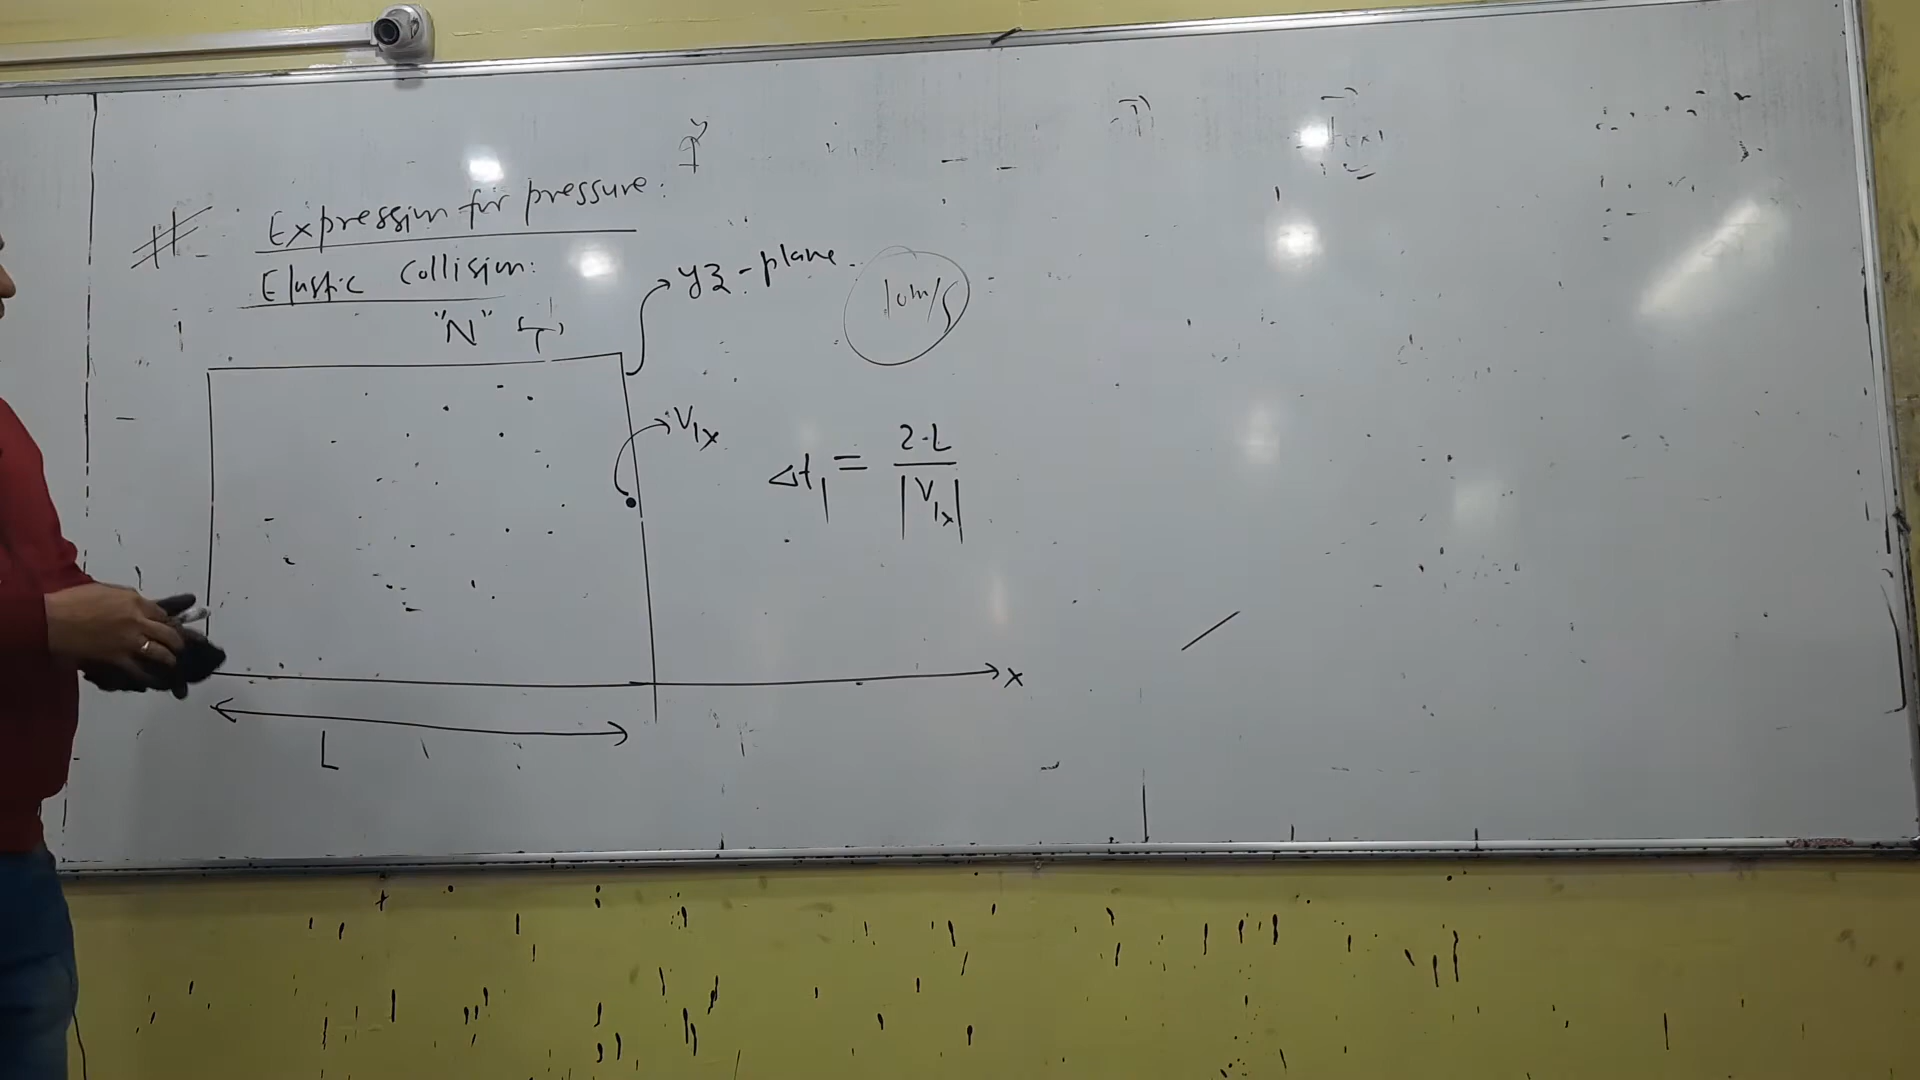 # Expression for pressure:
Elastic Collision:
"N" T
yz-plane
10m/s
V1x
Δt1 = 2·L / |V1x|
x
L